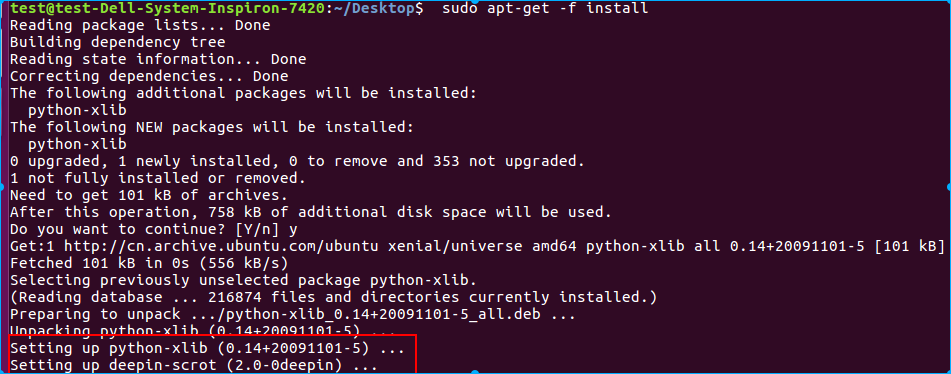 test@test-Dell-System-Inspiron-7420:~/Desktop$  sudo apt-get -f install
Reading package lists... Done
Building dependency tree
Reading state information... Done
Correcting dependencies... Done
The following additional packages will be installed:
  python-xlib
The following NEW packages will be installed:
  python-xlib
0 upgraded, 1 newly installed, 0 to remove and 353 not upgraded.
1 not fully installed or removed.
Need to get 101 kB of archives.
After this operation, 758 kB of additional disk space will be used.
Do you want to continue? [Y/n] y
Get:1 http://cn.archive.ubuntu.com/ubuntu xenial/universe amd64 python-xlib all 0.14+20091101-5 [101 kB]
Fetched 101 kB in 0s (556 kB/s)
Selecting previously unselected package python-xlib.
(Reading database ... 216874 files and directories currently installed.)
Preparing to unpack .../python-xlib_0.14+20091101-5_all.deb ...
Unpacking python-xlib (0.14+20091101-5) ...
Setting up python-xlib (0.14+20091101-5) ...
Setting up deepin-scrot (2.0-0deepin) ...